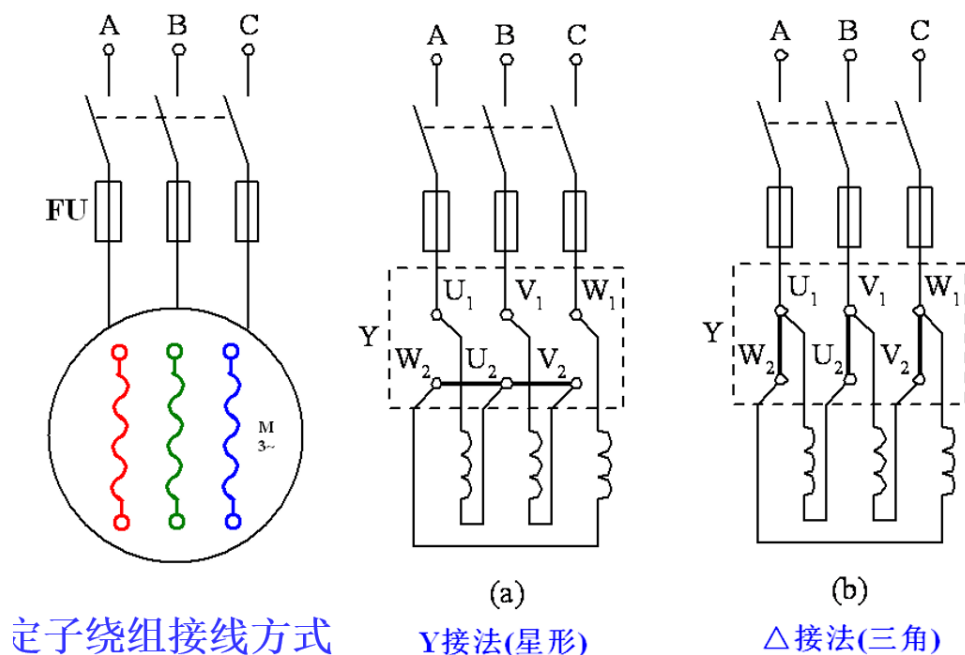 A B C
FU
M
3~
定子绕组接线方式
A B C
U₁ V₁ W₁
Y
W₂ U₂ V₂
(a)
Y接法(星形)
A B C
U₁ V₁ W₁
Y
W₂ U₂ V₂
(b)
△接法(三角)